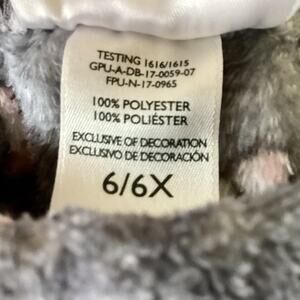 TESTING 1616/1615
GPU-A-DB-17-0059-07
FPU-N-17-0965
100% POLYESTER
100% POLIÉSTER
EXCLUSIVE OF DECORATION
EXCLUSIVO DE DECORACIÓN
6/6X